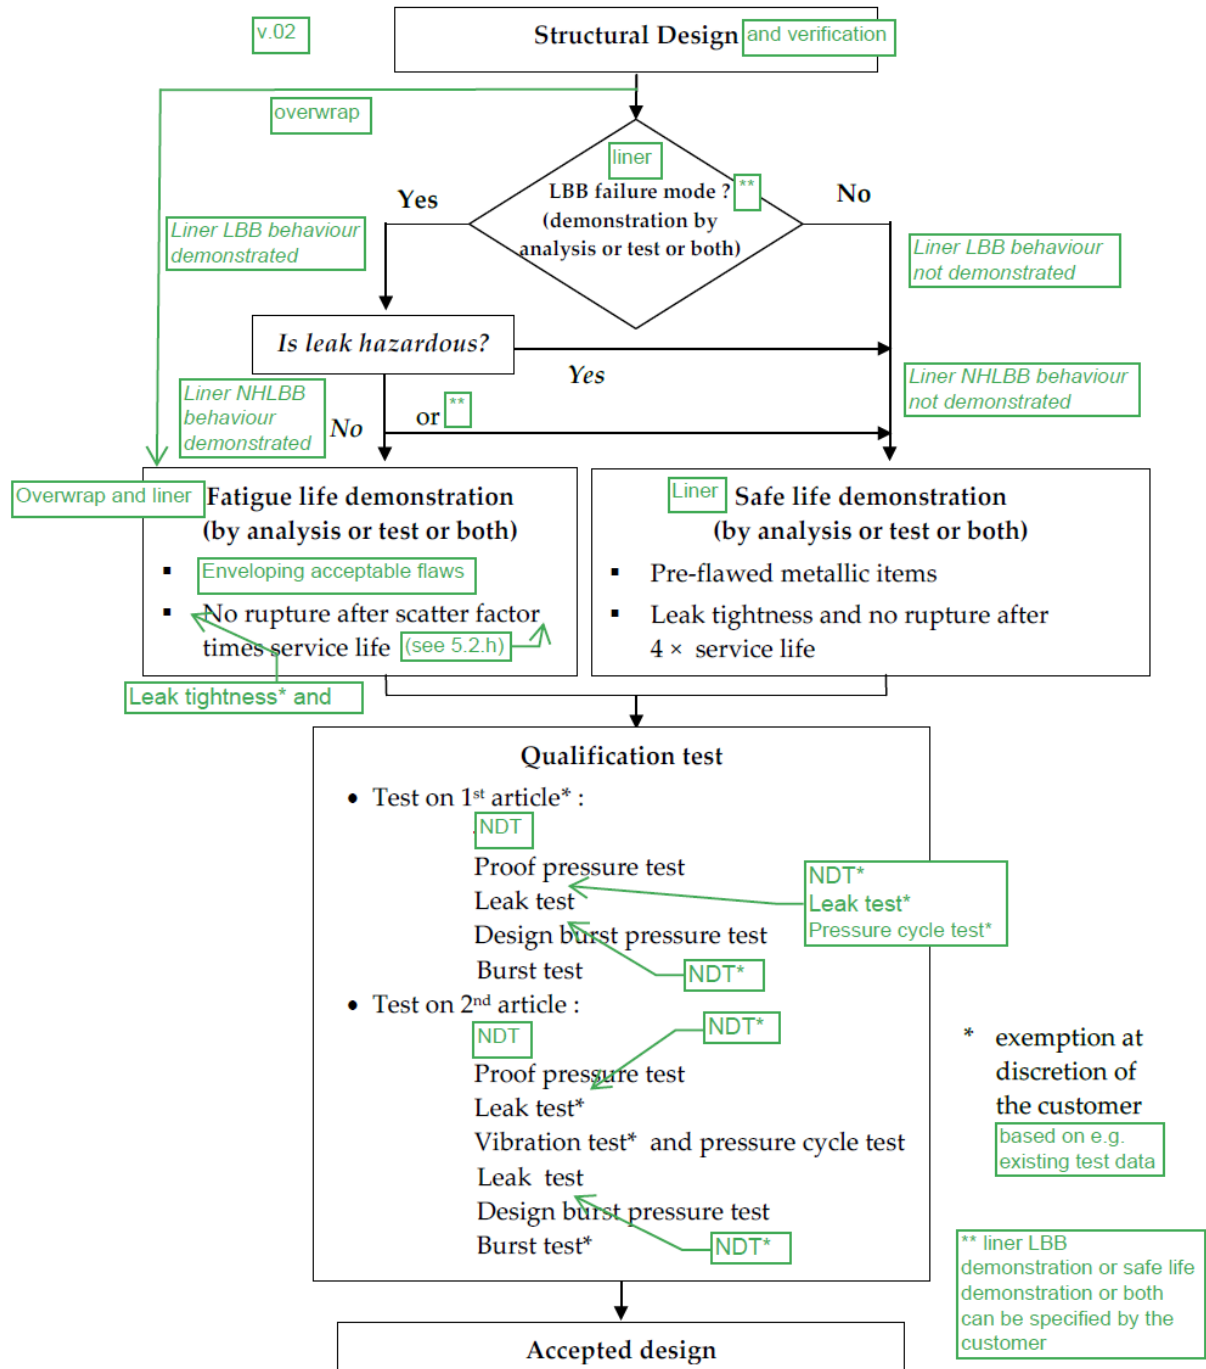 v.02
Structural Design and verification
overwrap
liner
LBB failure mode ? **
(demonstration by
analysis or test or both)
Yes
No
Liner LBB behaviour
demonstrated
Liner LBB behaviour
not demonstrated
Is leak hazardous?
Yes
Liner NHLBB
behaviour
demonstrated
No
or **
Liner NHLBB behaviour
not demonstrated
Overwrap and liner Fatigue life demonstration
(by analysis or test or both)
▪ Enveloping acceptable flaws
▪ No rupture after scatter factor
times service life (see 5.2.h)
Leak tightness* and
Liner Safe life demonstration
(by analysis or test or both)
▪ Pre-flawed metallic items
▪ Leak tightness and no rupture after
4 × service life
Qualification test
• Test on 1st article* :
NDT
Proof pressure test
Leak test
Design burst pressure test
Burst test
NDT*
Leak test*
Pressure cycle test*
NDT*
• Test on 2nd article :
NDT
NDT*
Proof pressure test
Leak test*
Vibration test* and pressure cycle test
Leak test
Design burst pressure test
Burst test*
NDT*
* exemption at
discretion of
the customer
based on e.g.
existing test data
** liner LBB
demonstration or safe life
demonstration or both
can be specified by the
customer
Accepted design